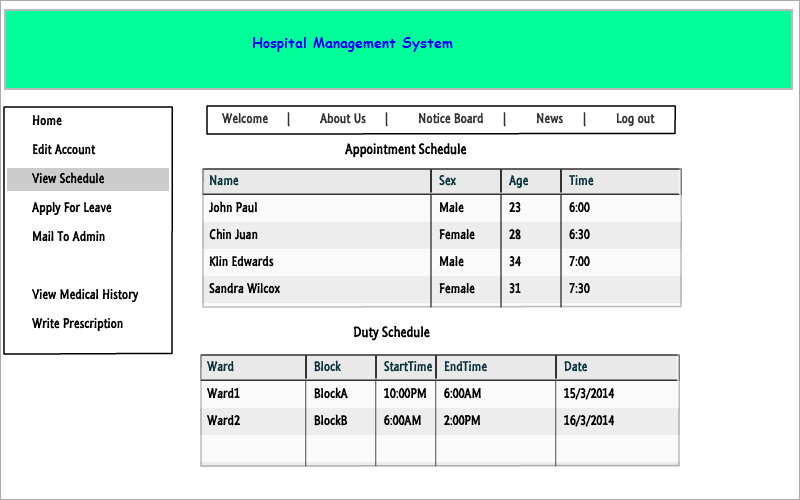 Hospital Management System
Home
Edit Account
View Schedule
Apply For Leave
Mail To Admin
View Medical History
Write Prescription
Welcome | About Us | Notice Board | News | Log out
Appointment Schedule
Name Sex Age Time
John Paul Male 23 6:00
Chin Juan Female 28 6:30
Klin Edwards Male 34 7:00
Sandra Wilcox Female 31 7:30
Duty Schedule
Ward Block StartTime EndTime Date
Ward1 BlockA 10:00PM 6:00AM 15/3/2014
Ward2 BlockB 6:00AM 2:00PM 16/3/2014